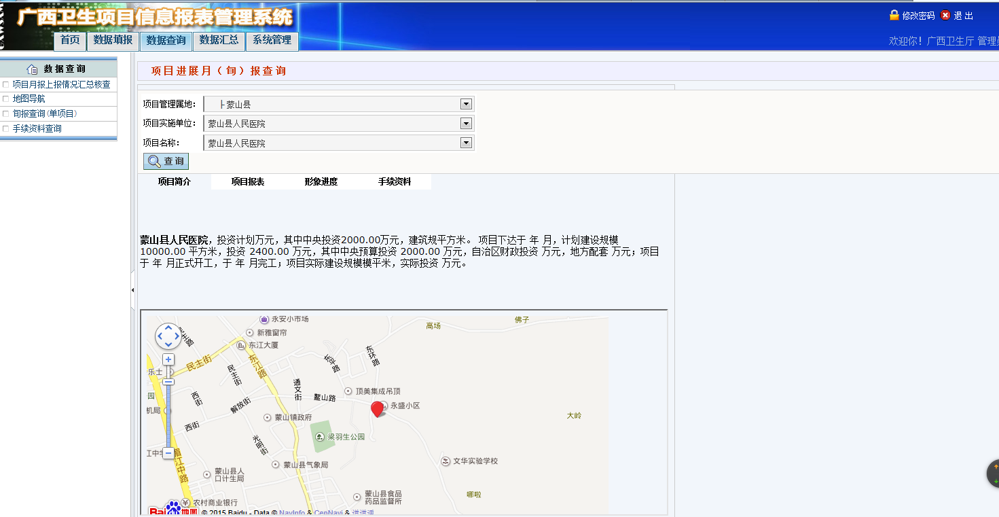 广西卫生项目信息报表管理系统
修改密码 退 出
首页 数据填报 数据查询 数据汇总 系统管理
欢迎你！广西卫生厅 管理
数据查询
项目月报上报情况汇总核查
地图导航
旬报查询(单项目)
手续资料查询
项目进展月（旬）报查询
项目管理属地： ├蒙山县
项目实施单位： 蒙山县人民医院
项目名称： 蒙山县人民医院
查 询
项目简介 项目报表 形象进度 手续资料
蒙山县人民医院，投资计划万元，其中中央投资2000.00万元，建筑规平方米。 项目下达于 年 月，计划建设规模
10000.00 平方米，投资 2400.00 万元，其中中央预算投资 2000.00 万元，自治区财政投资 万元，地方配套 万元；项目
于 年 月正式开工，于 年 月完工；项目实际建设规模模平米，实际投资 万元。
永安小市场
佛子
高场
新雅窗帘
民主路
东江大厦
东环路
东平路
民主街
东江路
民主街
乐士
通文街
顶美集成吊顶
园
西街
鳌山路
解放街
永盛小区
机局
蒙山镇政府
大岭
西街
梁羽生公园
光明街
江中学
眉江中路
蒙山县气象局
文华实验学校
蒙山县人
口计生局
蒙山县食品
药品监督所
哪啦
农村商业银行
Bai 地图 © 2015 Baidu - Data © NavInfo & CenNavi & 道道通